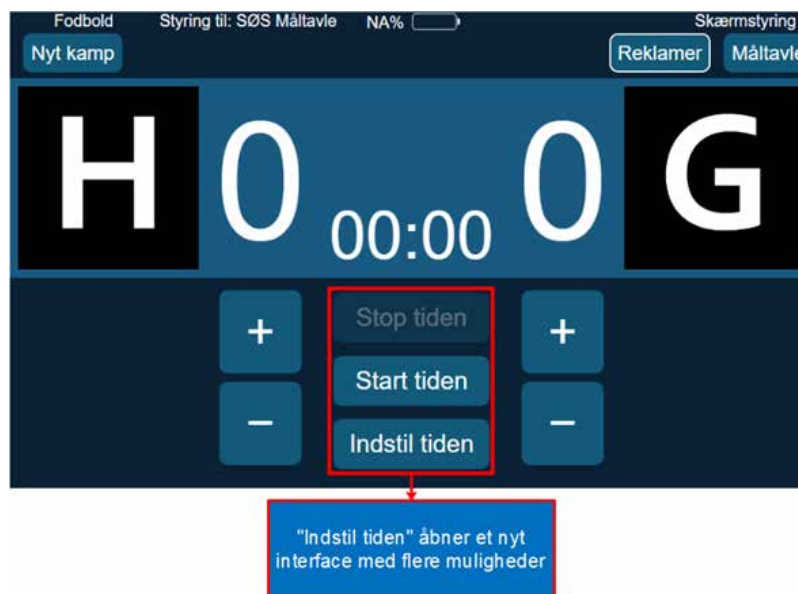 Fodbold Styring til: SØS Måltavle NA% Skærmstyring
Nyt kamp Reklamer Måltavle
H 0 00:00 0 G
+ Stop tiden +
Start tiden
− Indstil tiden −
"Indstil tiden" åbner et nyt
interface med flere muligheder